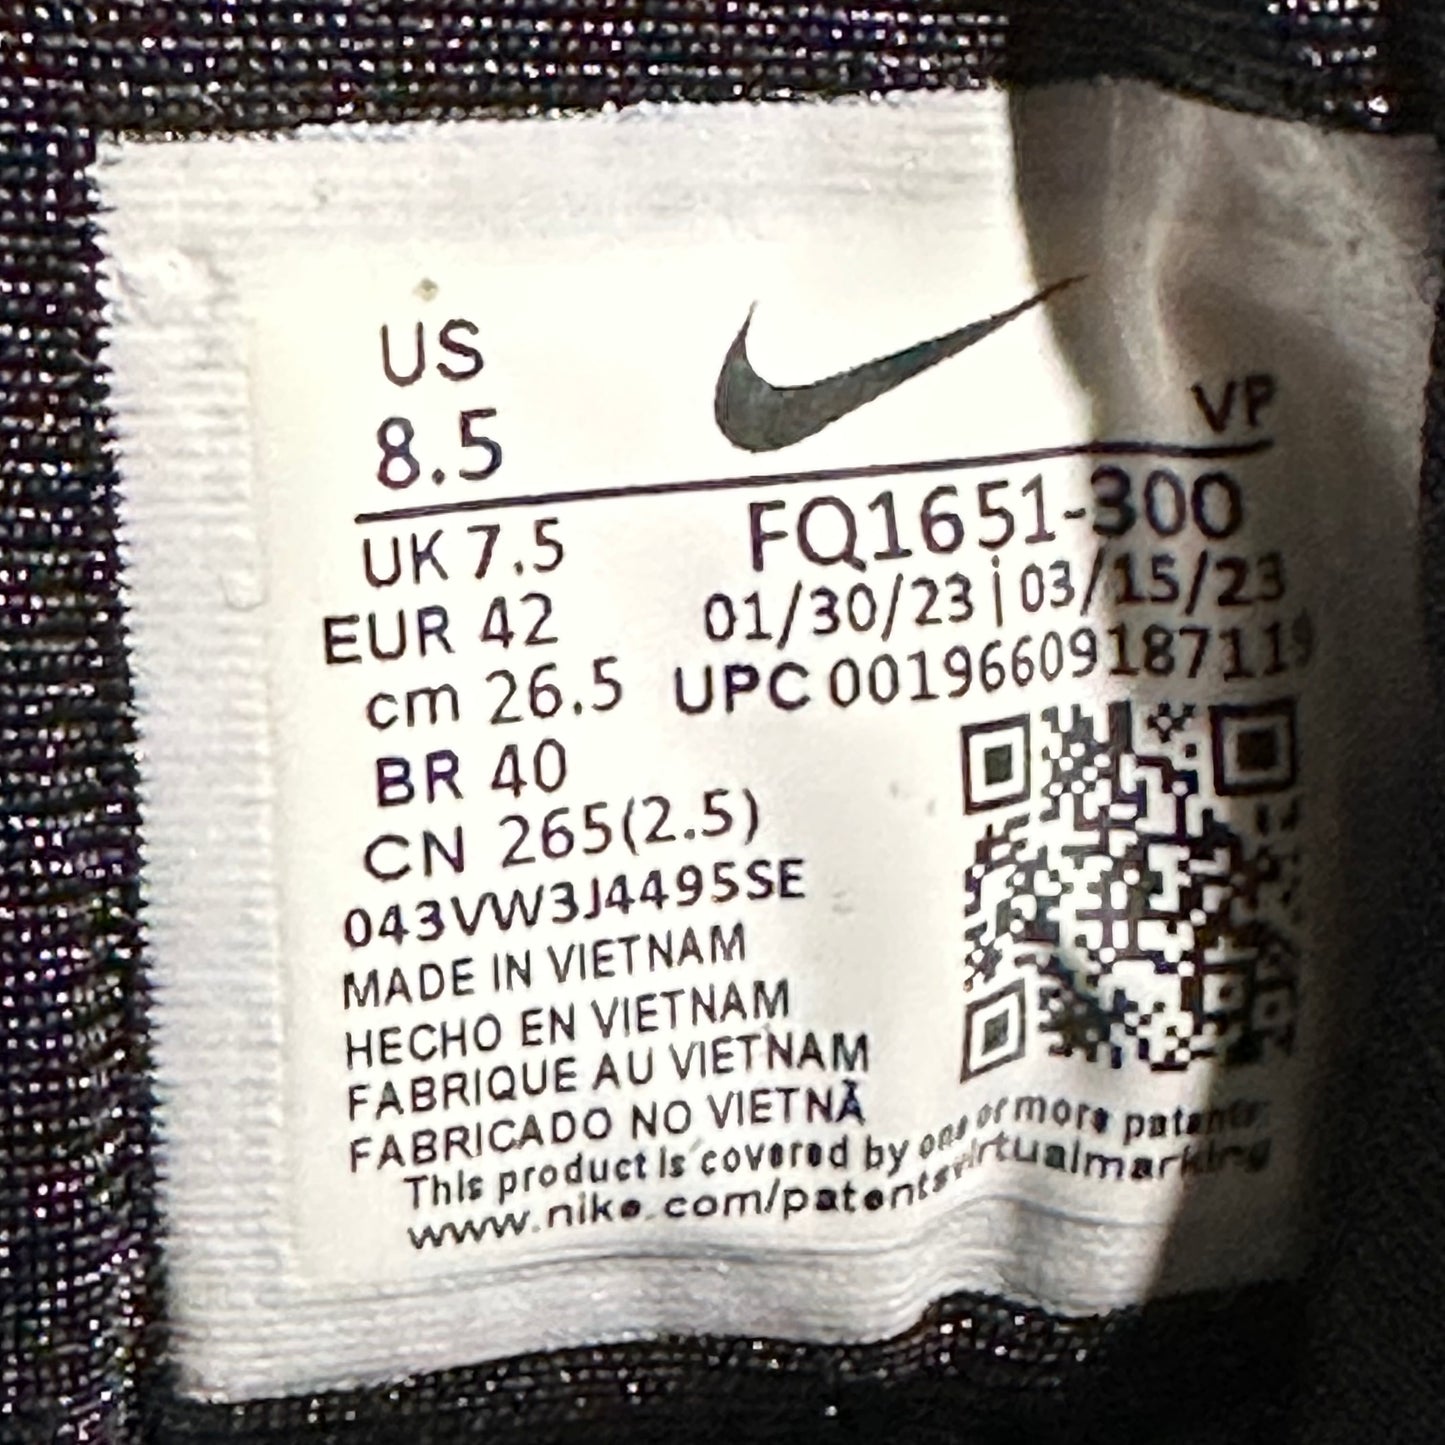 US
8.5
VP
UK 7.5
FQ1651-300
EUR 42
01/30/23 | 03/15/23
cm 26.5
UPC 00196609187119
BR 40
CN 265(2.5)
043VW3J4495SE
MADE IN VIETNAM
HECHO EN VIETNAM
FABRIQUE AU VIETNAM
FABRICADO NO VIETNÃ
This product is covered by one or more patents.
www.nike.com/patentsvirtualmarking